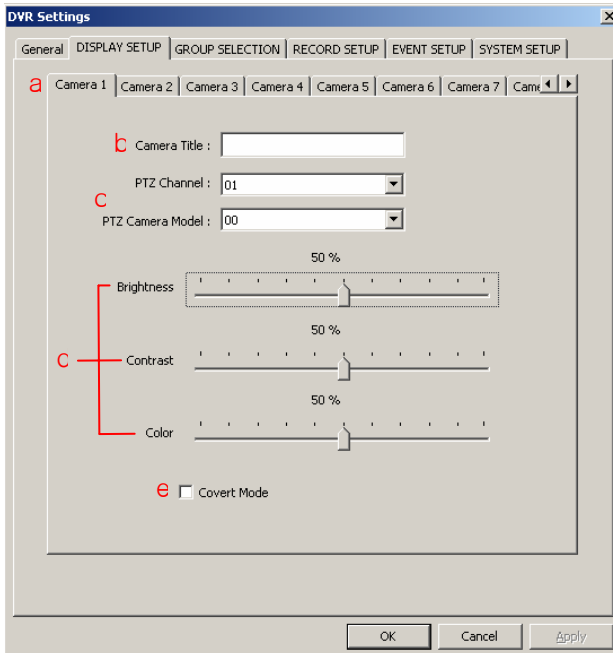 DVR Settings
General DISPLAY SETUP GROUP SELECTION RECORD SETUP EVENT SETUP SYSTEM SETUP
a Camera 1 Camera 2 Camera 3 Camera 4 Camera 5 Camera 6 Camera 7 Came
b Camera Title :
PTZ Channel : 01
c
PTZ Camera Model : 00
50 %
Brightness
50 %
d Contrast
50 %
Color
e Covert Mode
OK Cancel Apply